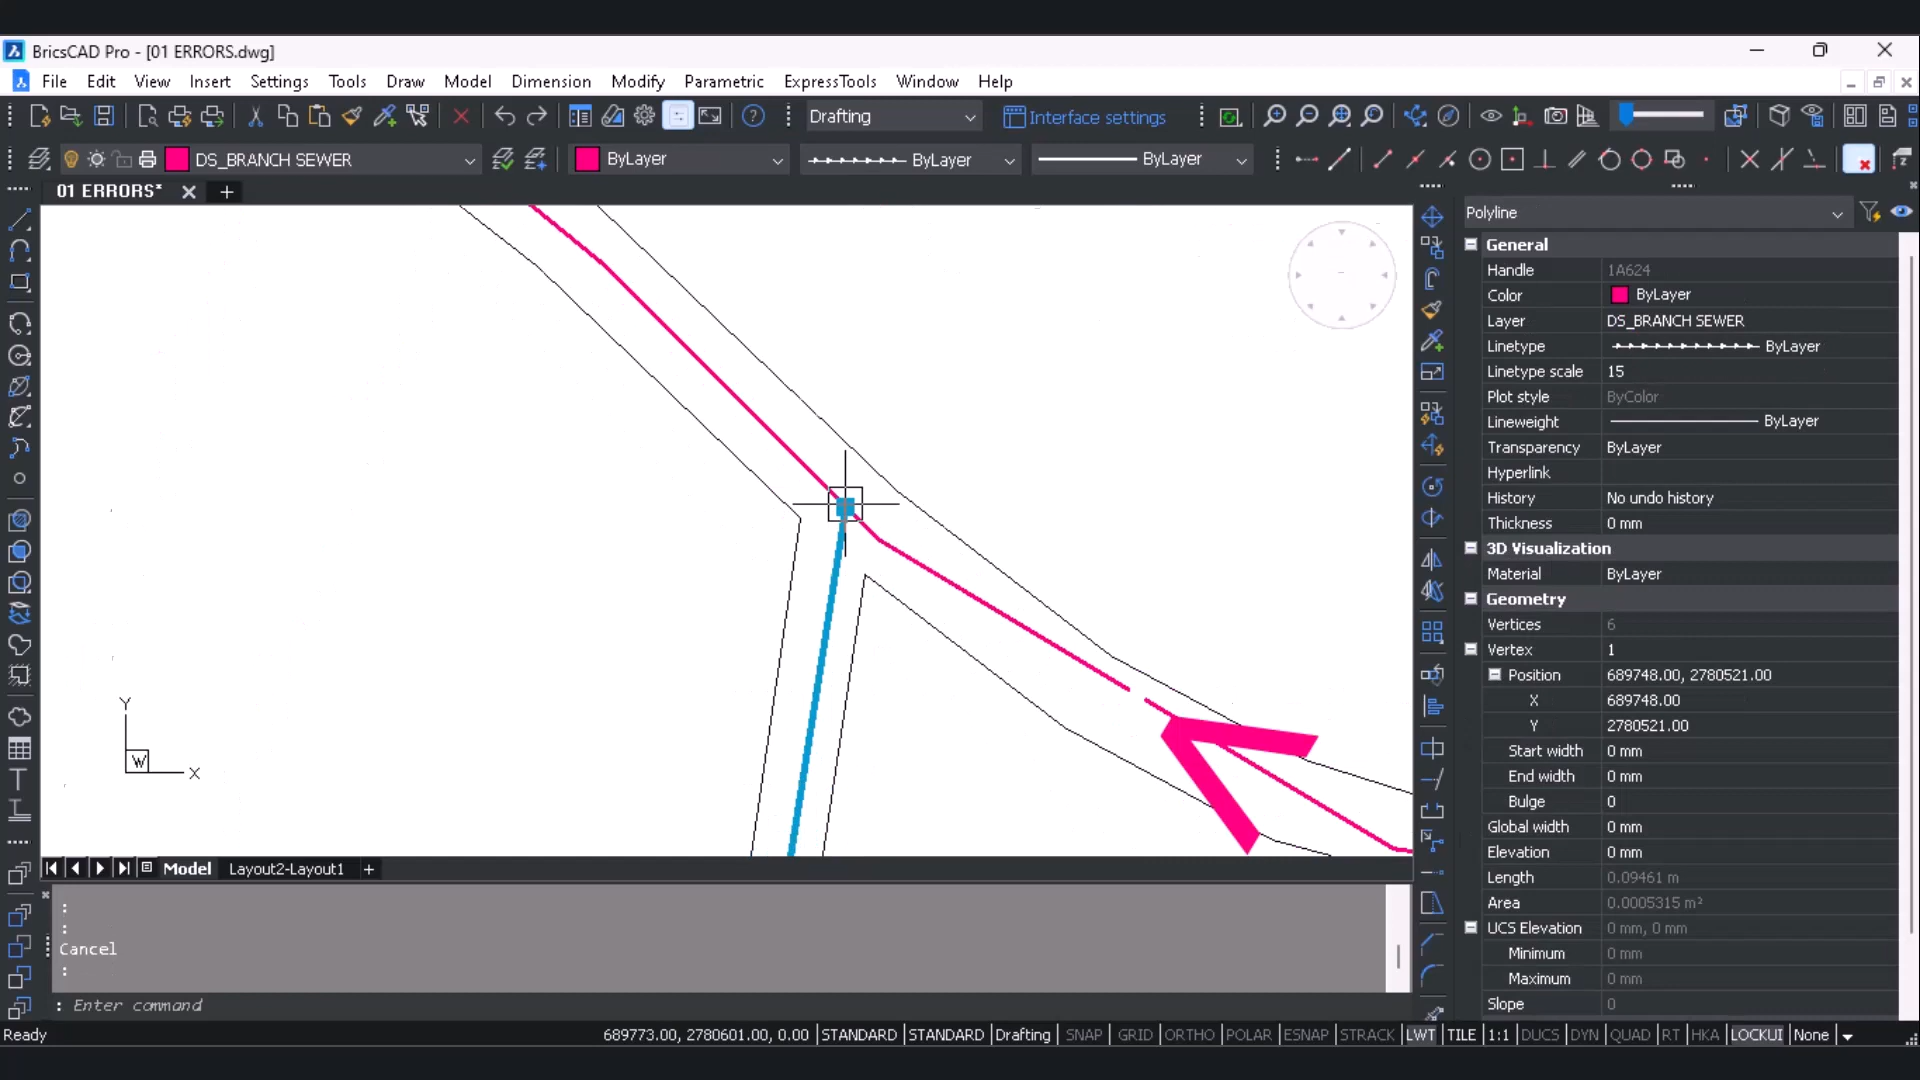 BricsCAD Pro - [01 ERRORS.dwg]
File Edit View Insert Settings Tools Draw Model Dimension Modify Parametric ExpressTools Window Help
Drafting Interface settings
DS_BRANCH SEWER ByLayer ByLayer ByLayer
01 ERRORS*
Polyline
General
Handle 1A624
Color ByLayer
Layer DS_BRANCH SEWER
Linetype ByLayer
Linetype scale 15
Plot style ByColor
Lineweight ByLayer
Transparency ByLayer
Hyperlink
History No undo history
Thickness 0 mm
3D Visualization
Material ByLayer
Geometry
Vertices 6
Vertex 1
Position 689748.00, 2780521.00
X 689748.00
Y 2780521.00
Start width 0 mm
End width 0 mm
Bulge 0
Global width 0 mm
Elevation 0 mm
Length 0.09461 m
Area 0.0005315 m²
UCS Elevation 0 mm, 0 mm
Minimum 0 mm
Maximum 0 mm
Slope 0
Y
W
X
Model Layout2-Layout1
:
:
Cancel
:
: Enter command
Ready 689773.00, 2780601.00, 0.00 STANDARD STANDARD Drafting SNAP GRID ORTHO POLAR ESNAP STRACK LWT TILE 1:1 DUCS DYN QUAD RT HKA LOCKUI None